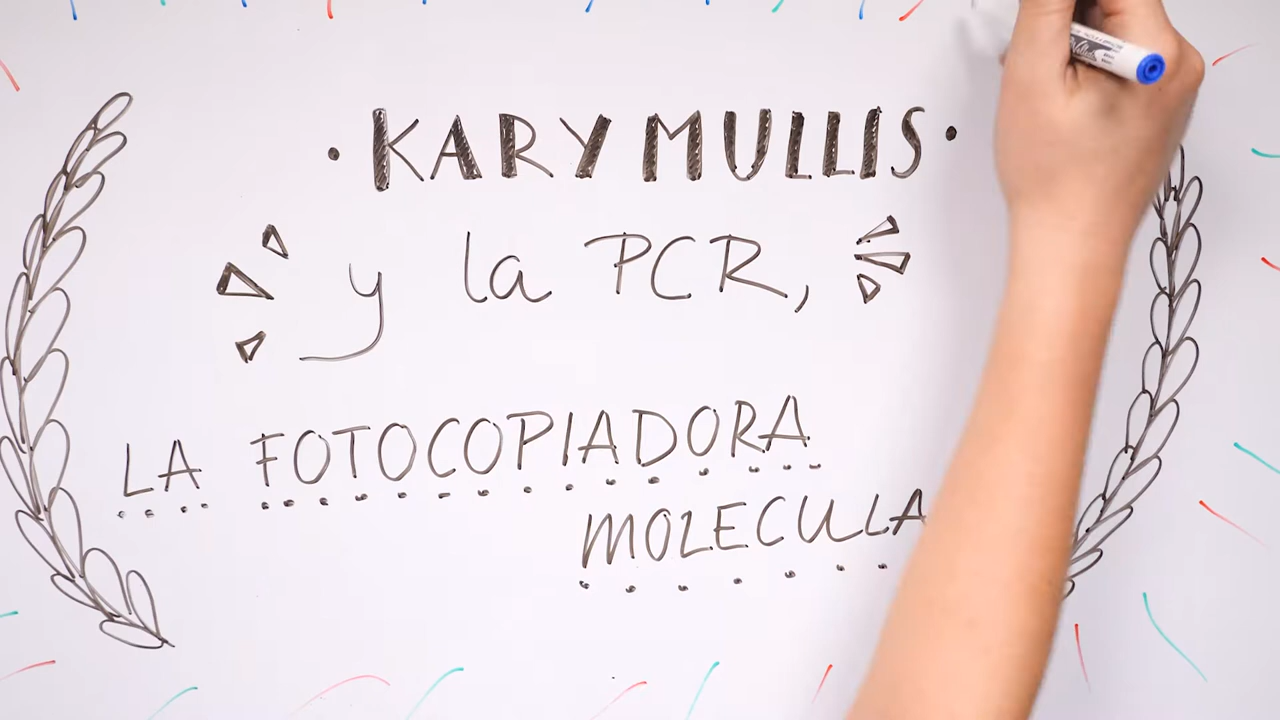 · KARY MULLIS ·
y la PCR,
LA FOTOCOPIADORA
MOLECULA